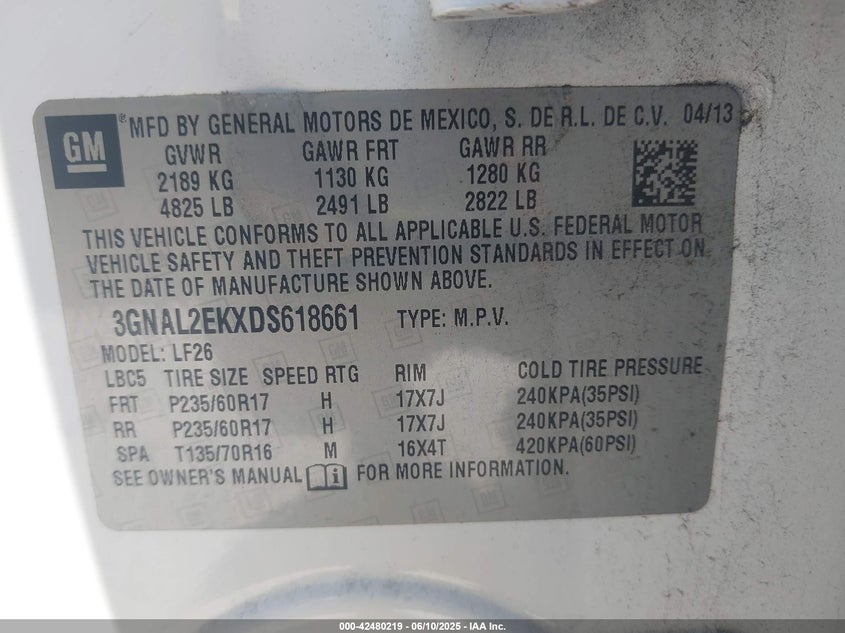 GM
® MFD BY GENERAL MOTORS DE MEXICO, S. DE R.L. DE C.V. 04/13
GVWR GAWR FRT GAWR RR
2189 KG 1130 KG 1280 KG
4825 LB 2491 LB 2822 LB
THIS VEHICLE CONFORMS TO ALL APPLICABLE U.S. FEDERAL MOTOR
VEHICLE SAFETY AND THEFT PREVENTION STANDARDS IN EFFECT ON
THE DATE OF MANUFACTURE SHOWN ABOVE.
3GNAL2EKXDS618661 TYPE: M.P.V.
MODEL: LF26
LBC5 TIRE SIZE SPEED RTG RIM COLD TIRE PRESSURE
FRT P235/60R17 H 17X7J 240KPA(35PSI)
RR P235/60R17 H 17X7J 240KPA(35PSI)
SPA T135/70R16 M 16X4T 420KPA(60PSI)
SEE OWNER'S MANUAL i FOR MORE INFORMATION.
000-42480219 - 06/10/2025 - IAA Inc.